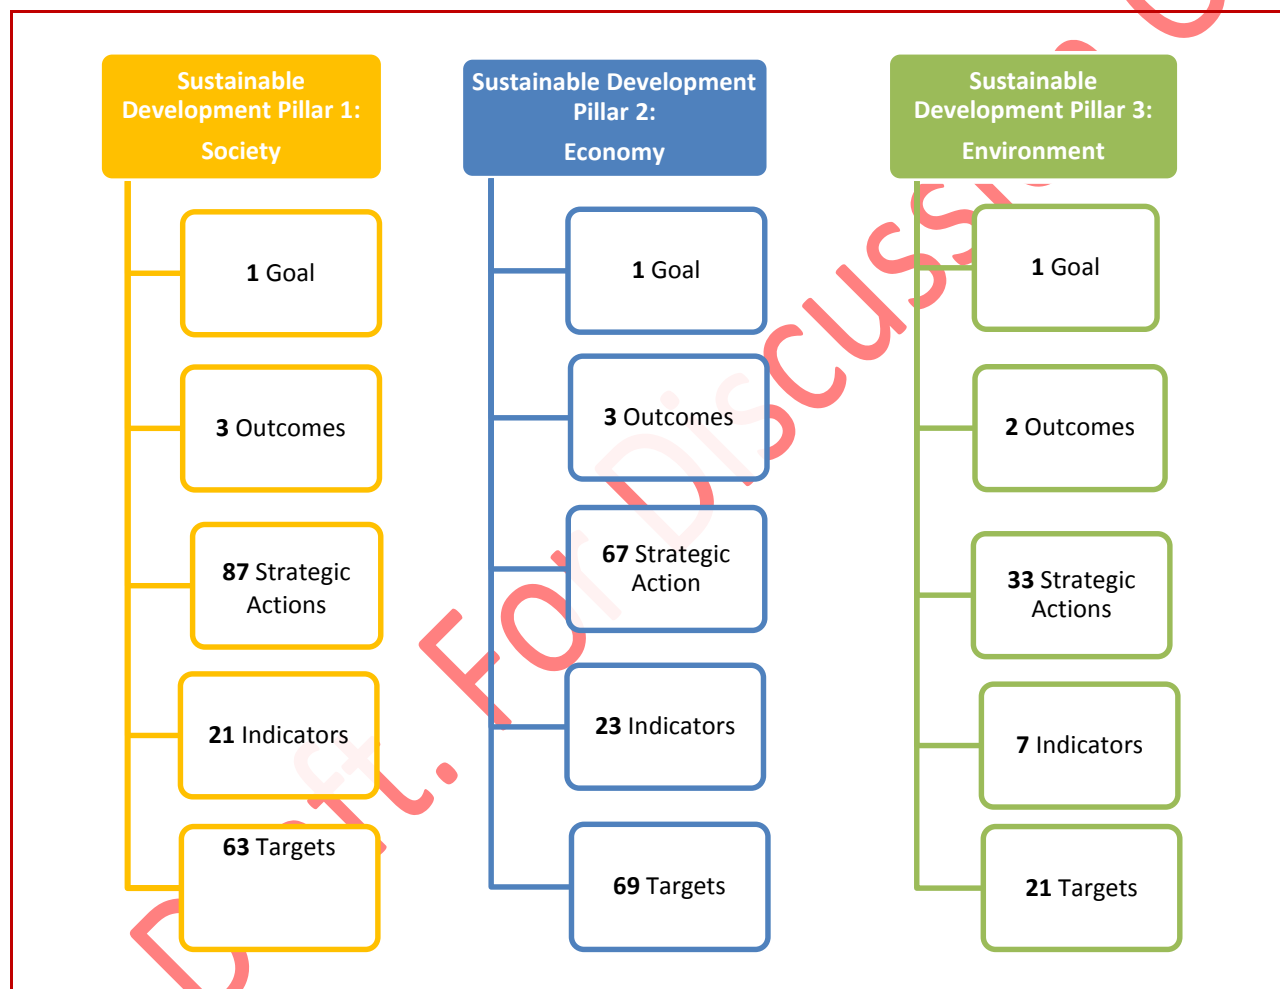 Sustainable
Development Pillar 1:
Society
1 Goal
3 Outcomes
87 Strategic
Actions
21 Indicators
63 Targets
Sustainable Development
Pillar 2:
Economy
1 Goal
3 Outcomes
67 Strategic
Action
23 Indicators
69 Targets
Sustainable
Development Pillar 3:
Environment
1 Goal
2 Outcomes
33 Strategic
Actions
7 Indicators
21 Targets
Draft. For Discussion